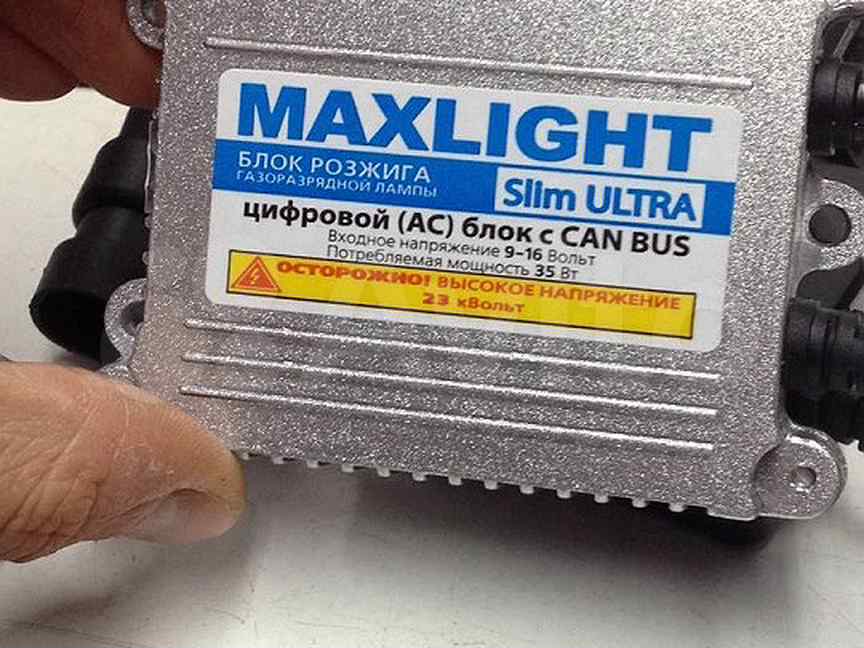 MAXLIGHT
БЛОК РОЗЖИГА
ГАЗОРАЗРЯДНОЙ ЛАМПЫ
Slim ULTRA
цифровой (AC) блок с CAN BUS
Входное напряжение 9-16 Вольт
Потребляемая мощность 35 Вт
ОСТОРОЖНО! ВЫСОКОЕ НАПРЯЖЕНИЕ
23 кВольт